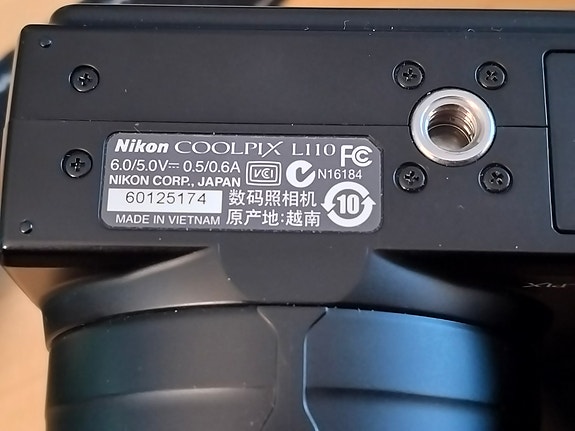 Nikon COOLPIX L110 FC
6.0/5.0V⎓ 0.5/0.6A VCI N16184
NIKON CORP., JAPAN
60125174 数码照相机 10
MADE IN VIETNAM 原产地:越南